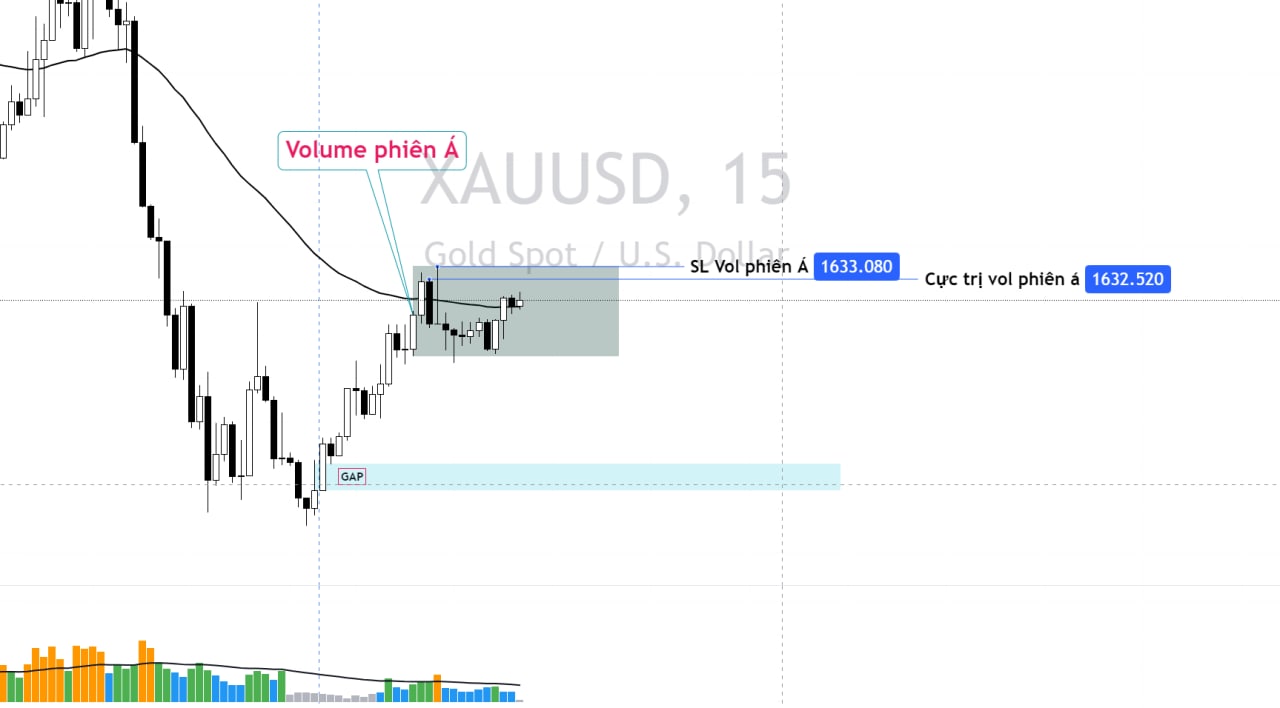 Volume phiên Á
XAUUSD, 15
Gold Spot / U.S. Dollar
SL Vol phiên Á 1633.080
Cực trị vol phiên á 1632.520
GAP